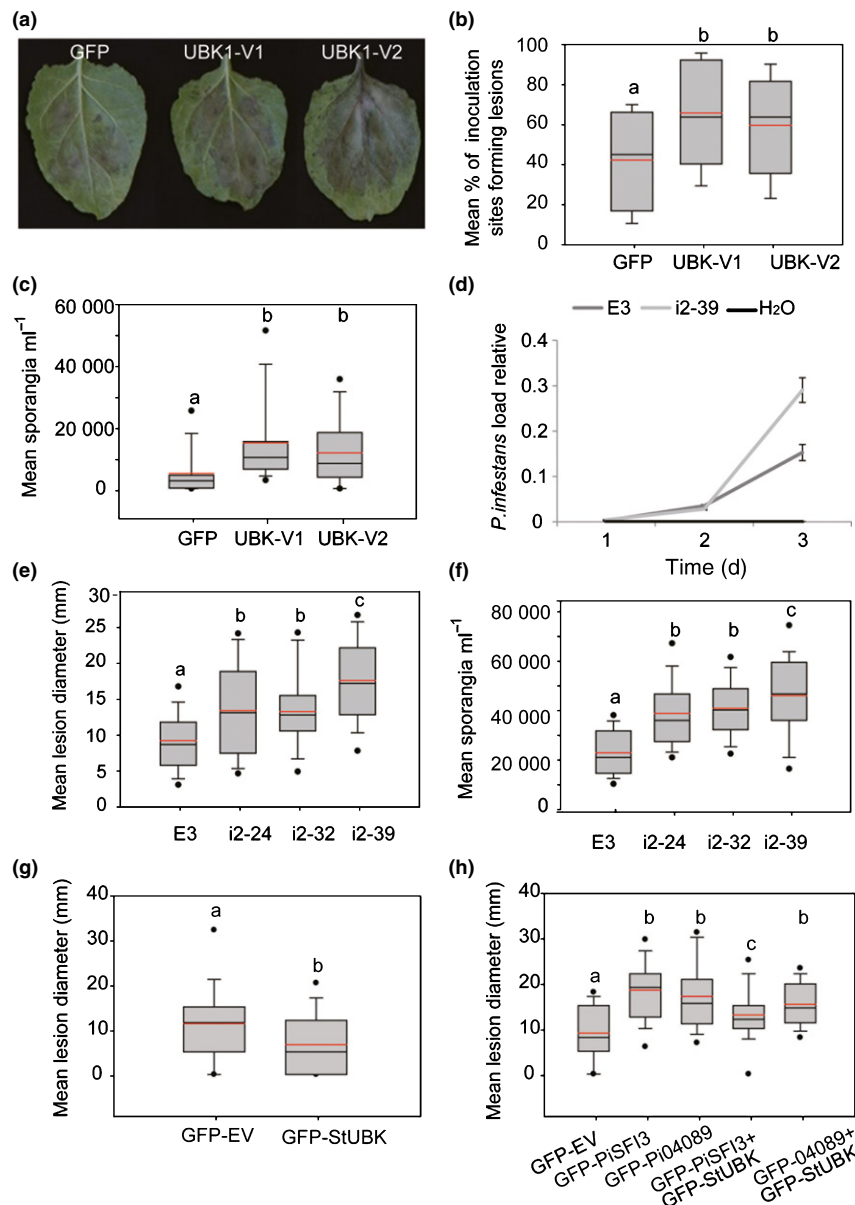 (a)
GFP UBK1-V1 UBK1-V2
(b)
Mean % of inoculation
sites forming lesions
100
80
60
40
20
0
a b b
GFP UBK-V1 UBK-V2
(c)
Mean sporangia ml⁻¹
60 000
40 000
20 000
0
a b b
GFP UBK-V1 UBK-V2
(d)
E3 i2-39 H₂O
P.infestans load relative
0.4
0.3
0.2
0.1
0
1 2 3
Time (d)
(e)
Mean lesion diameter (mm)
30
25
20
15
10
5
0
a b b c
E3 i2-24 i2-32 i2-39
(f)
Mean sporangia ml⁻¹
80 000
60 000
40 000
20 000
0
a b b c
E3 i2-24 i2-32 i2-39
(g)
Mean lesion diameter (mm)
40
30
20
10
0
a b
GFP-EV GFP-StUBK
(h)
Mean lesion diameter (mm)
40
30
20
10
0
a b b c b
GFP-EV
GFP-PiSFI3
GFP-Pi04089
GFP-PiSFI3+
GFP-StUBK
GFP-04089+
GFP-StUBK